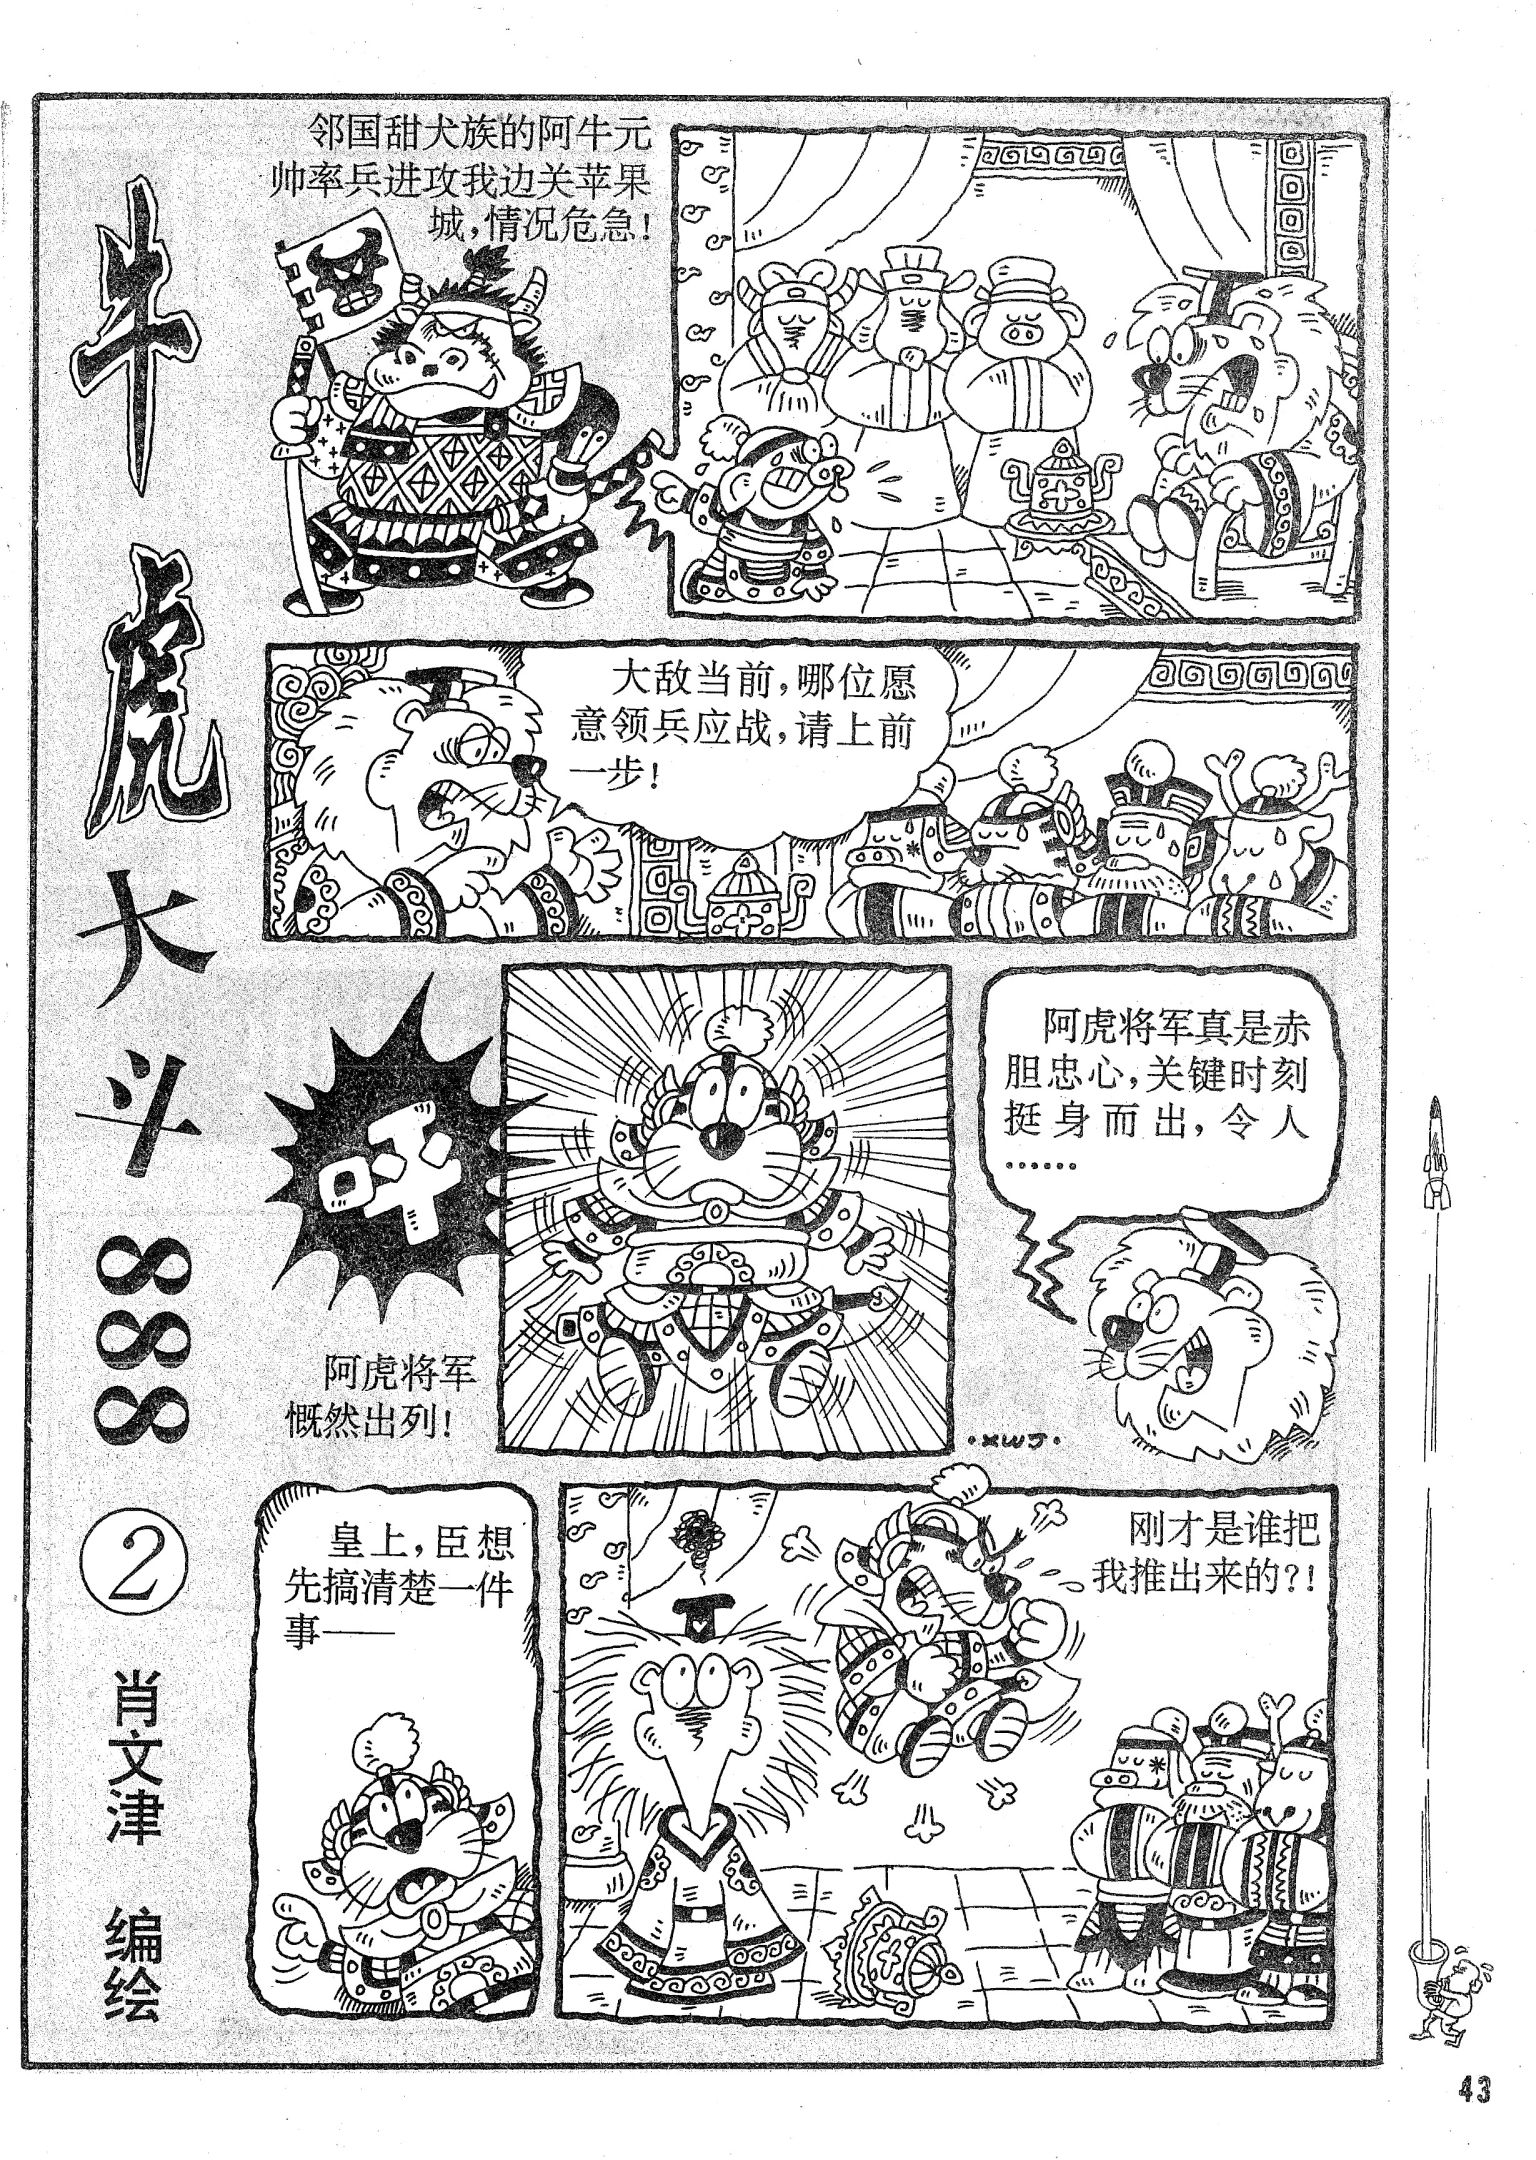 牛虎大斗888
②
肖文津 编绘
邻国甜犬族的阿牛元
帅率兵进攻我边关苹果
城，情况危急！
大敌当前，哪位愿
意领兵应战，请上前
一步！
呼
阿虎将军
慨然出列！
阿虎将军真是赤
胆忠心，关键时刻
挺身而出，令人
……
·XWJ·
皇上，臣想
先搞清楚一件
事——
刚才是谁把
我推出来的？！
43